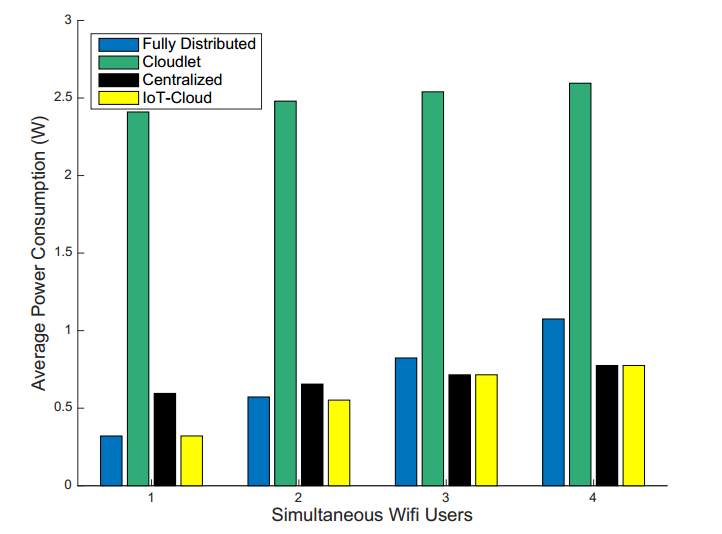 3
2.5
2
1.5
1
0.5
0
Average Power Consumption (W)
Fully Distributed
Cloudlet
Centralized
IoT-Cloud
1 2 3 4
Simultaneous Wifi Users